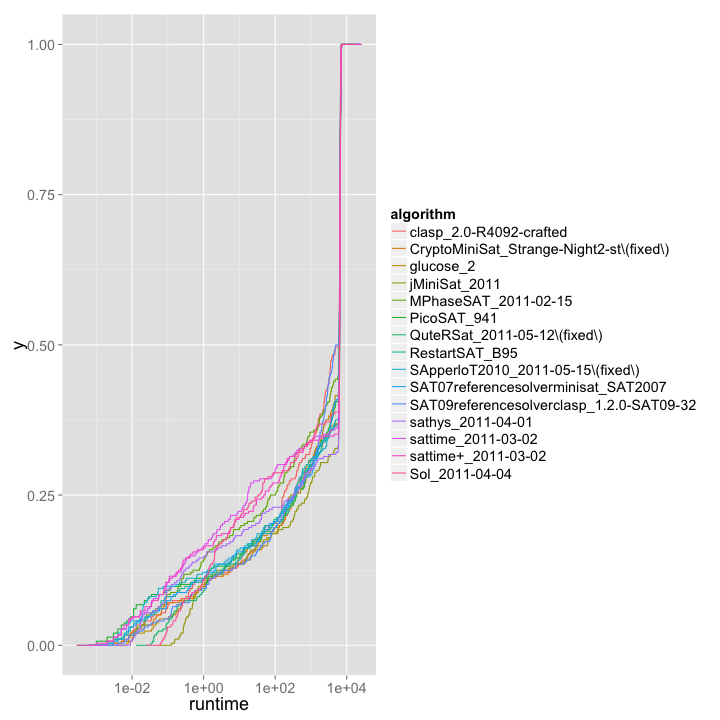 1.00
0.75
0.50
0.25
0.00
y
1e-02 1e+00 1e+02 1e+04
runtime
algorithm
clasp_2.0-R4092-crafted
CryptoMiniSat_Strange-Night2-st\(fixed\)
glucose_2
jMiniSat_2011
MPhaseSAT_2011-02-15
PicoSAT_941
QuteRSat_2011-05-12\(fixed\)
RestartSAT_B95
SApperloT2010_2011-05-15\(fixed\)
SAT07referencesolverminisat_SAT2007
SAT09referencesolverclasp_1.2.0-SAT09-32
sathys_2011-04-01
sattime_2011-03-02
sattime+_2011-03-02
Sol_2011-04-04